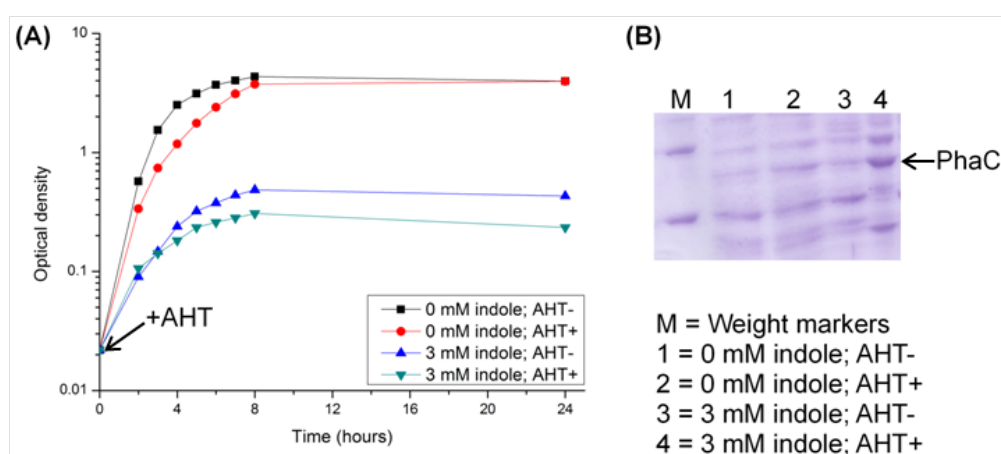 (A)
10
1
0.1
0.01
Optical density
+AHT
0 mM indole; AHT-
0 mM indole; AHT+
3 mM indole; AHT-
3 mM indole; AHT+
0 4 8 12 16 20 24
Time (hours)
(B)
M 1 2 3 4
PhaC
M = Weight markers
1 = 0 mM indole; AHT-
2 = 0 mM indole; AHT+
3 = 3 mM indole; AHT-
4 = 3 mM indole; AHT+